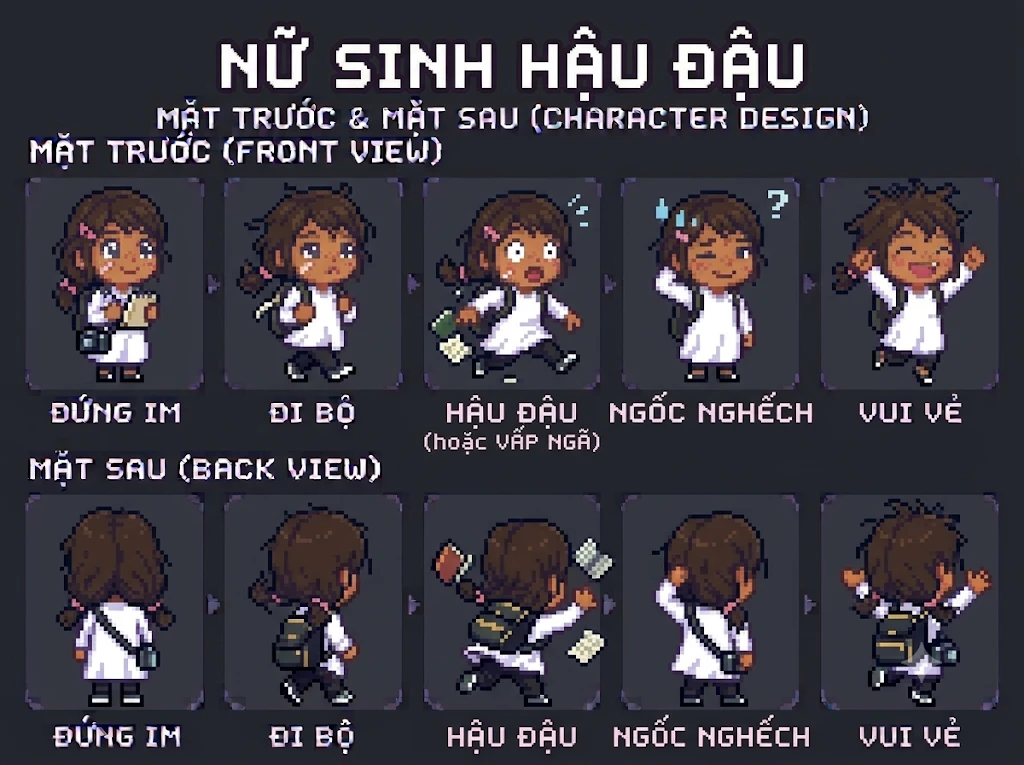 NỮ SINH HẬU ĐẬU
MẶT TRƯỚC & MẶT SAU (CHARACTER DESIGN)
MẶT TRƯỚC (FRONT VIEW)
?
ĐỨNG IM
ĐI BỘ
HẬU ĐẬU
(hoặc VẤP NGÃ)
NGỐC NGHẾCH
VUI VẺ
MẶT SAU (BACK VIEW)
ĐỨNG IM
ĐI BỘ
HẬU ĐẬU
NGỐC NGHẾCH
VUI VẺ